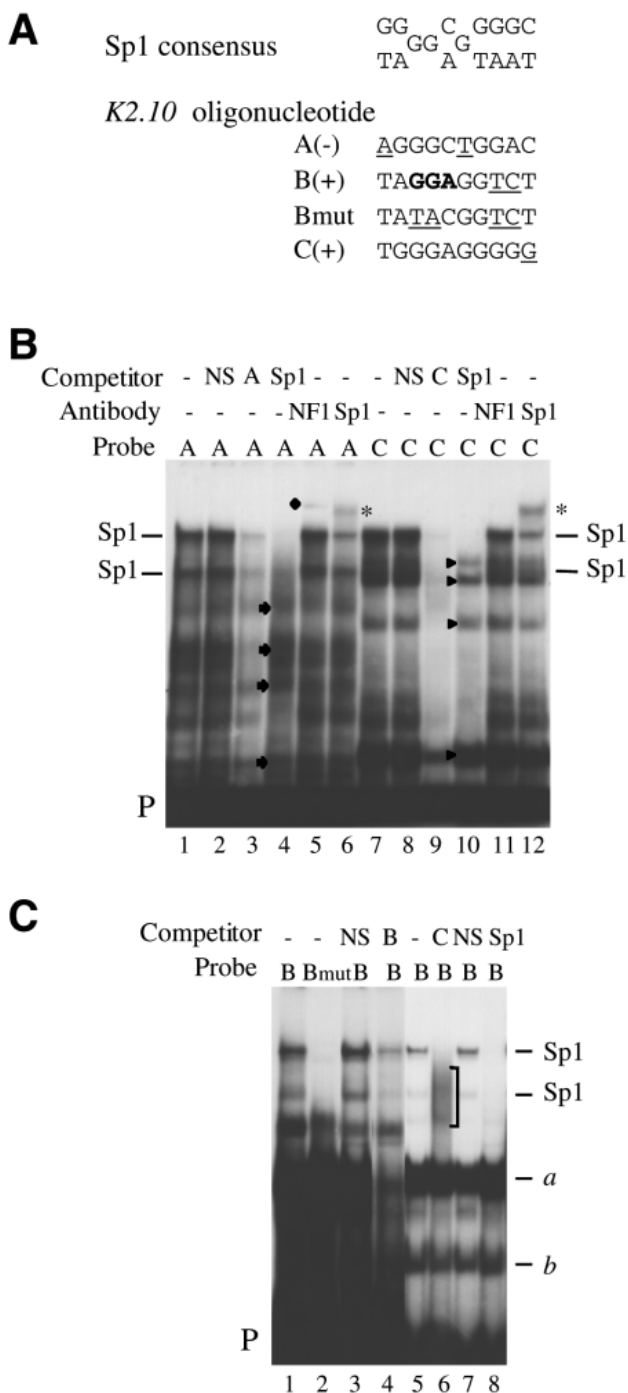 A
GG C GGGC
Sp1 consensus GG G
TA A TAAT
K2.10 oligonucleotide
A(-) AGGGCTGGAC
B(+) TAGGAGGTCT
Bmut TATACGGTCT
C(+) TGGGAGGGGG
B
Competitor - NS A Sp1 - - - NS C Sp1 - -
Antibody - - - - NF1 Sp1 - - - - NF1 Sp1
Probe A A A A A A C C C C C C
* *
Sp1 Sp1
Sp1 Sp1
P
1 2 3 4 5 6 7 8 9 10 11 12
C
Competitor - - NS B - C NS Sp1
Probe B Bmut B B B B B B
Sp1
Sp1
a
b
P
1 2 3 4 5 6 7 8